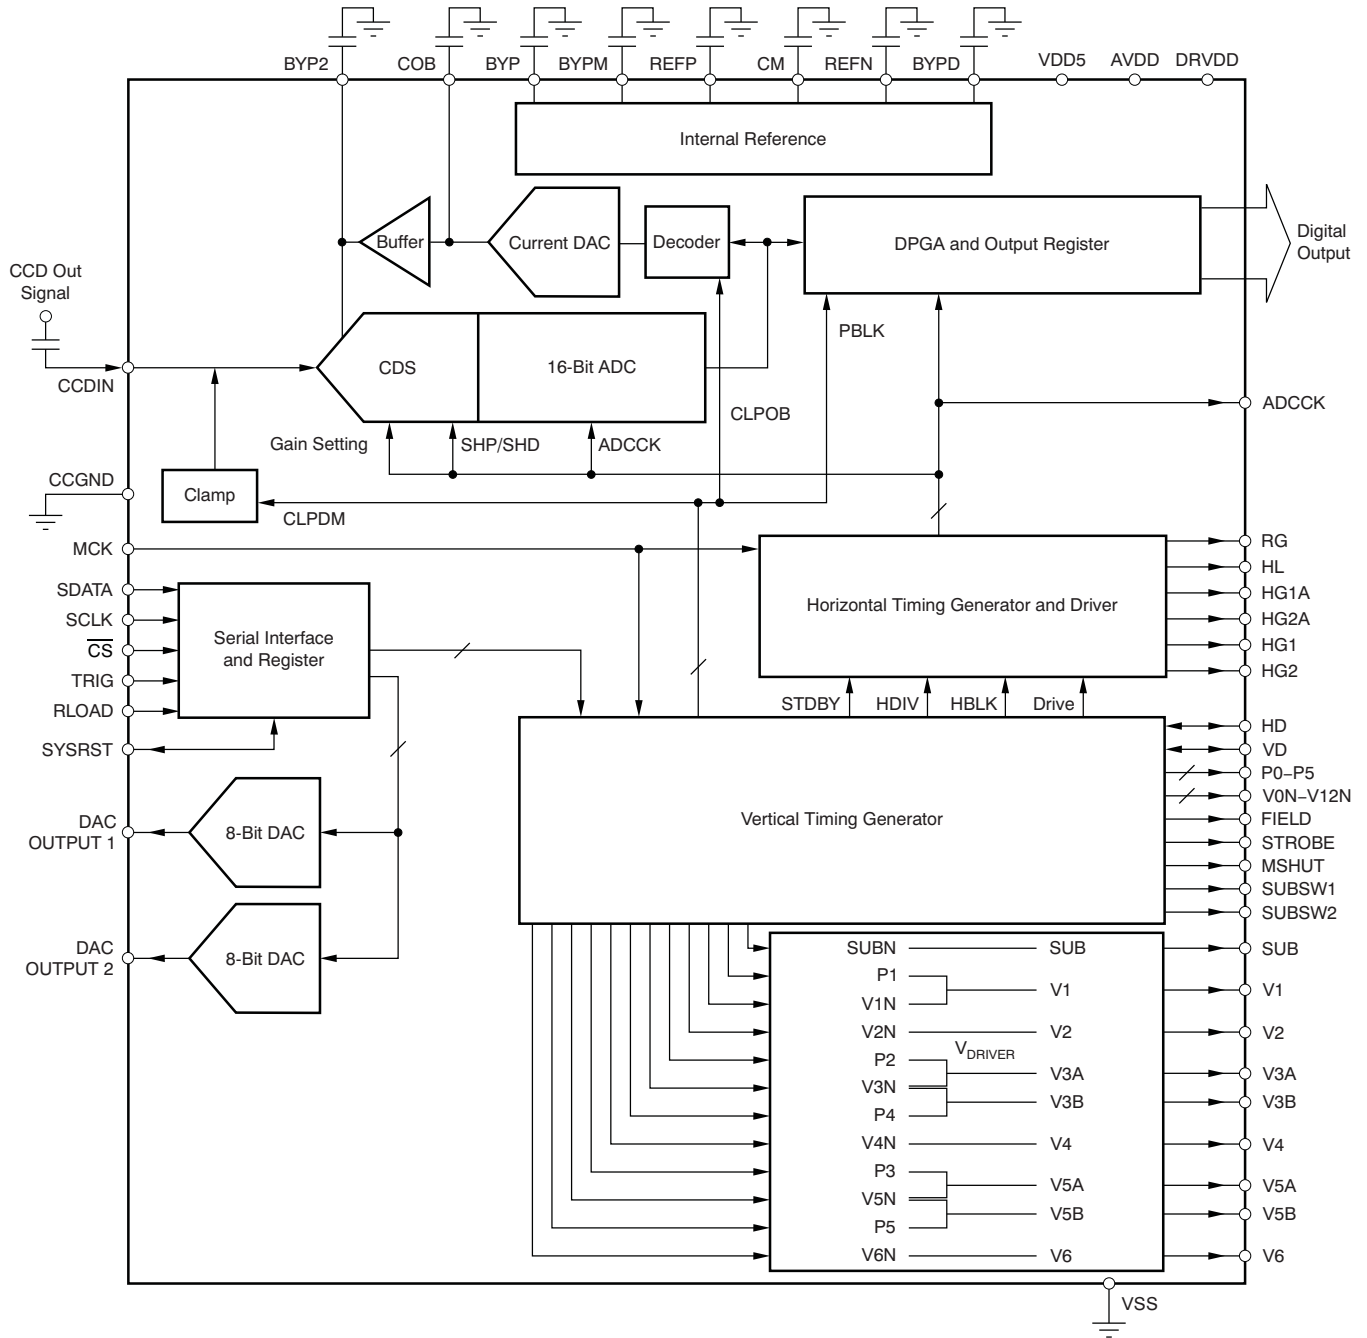 BYP2
COB
BYP
BYPM
REFP
CM
REFN
BYPD
VDD5
AVDD
DRVDD
Internal Reference
Buffer
Current DAC
Decoder
DPGA and Output Register
Digital
Output
CCD Out
Signal
CCDIN
CDS
16-Bit ADC
PBLK
CLPOB
ADCCK
Gain Setting
SHP/SHD
ADCCK
CCGND
Clamp
CLPDM
MCK
SDATA
SCLK
CS
TRIG
RLOAD
SYSRST
Serial Interface
and Register
Horizontal Timing Generator and Driver
RG
HL
HG1A
HG2A
HG1
HG2
STDBY
HDIV
HBLK
Drive
HD
VD
P0–P5
V0N–V12N
FIELD
STROBE
MSHUT
SUBSW1
SUBSW2
Vertical Timing Generator
DAC
OUTPUT 1
8-Bit DAC
DAC
OUTPUT 2
8-Bit DAC
SUBN
SUB
SUB
P1
V1N
V1
V1
V2N
V2
V2
VDRIVER
P2
V3N
P4
V3A
V3A
V3B
V3B
V4N
V4
V4
P3
V5N
P5
V5A
V5A
V5B
V5B
V6N
V6
V6
VSS